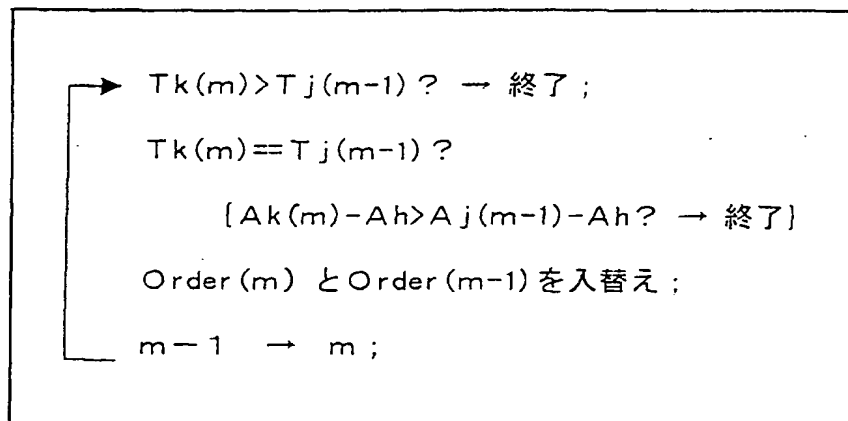 Tk(m)>Tj(m-1)? → 終了;
Tk(m)==Tj(m-1)?
{Ak(m)-Ah>Aj(m-1)-Ah? → 終了}
Order(m) とOrder(m-1)を入替え;
m-1 → m;